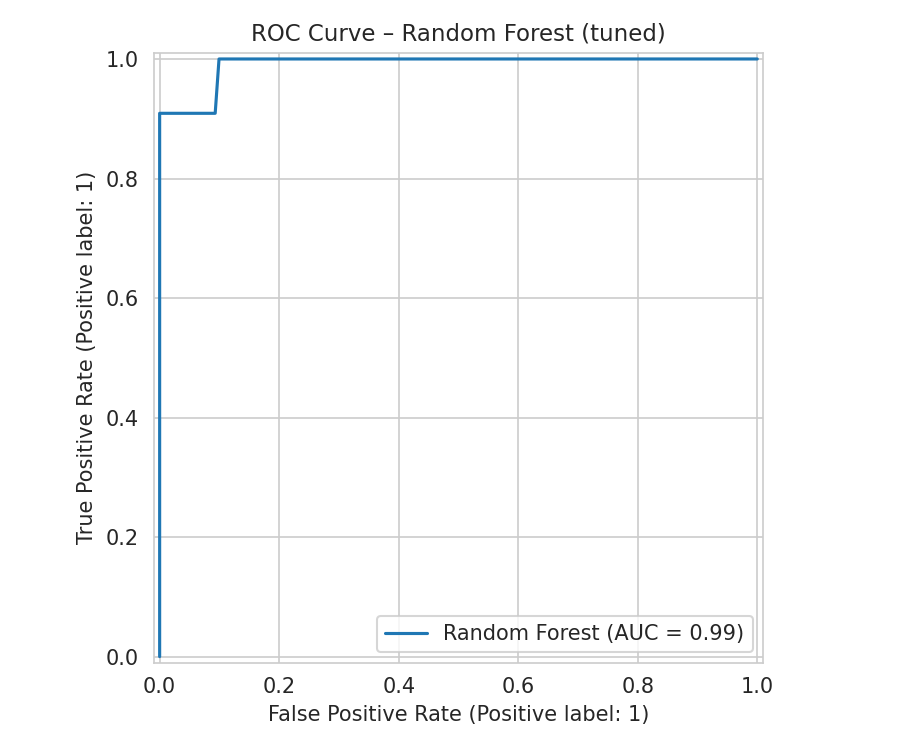 ROC Curve – Random Forest (tuned)
1.0
0.8
0.6
0.4
0.2
0.0
True Positive Rate (Positive label: 1)
Random Forest (AUC = 0.99)
0.0 0.2 0.4 0.6 0.8 1.0
False Positive Rate (Positive label: 1)